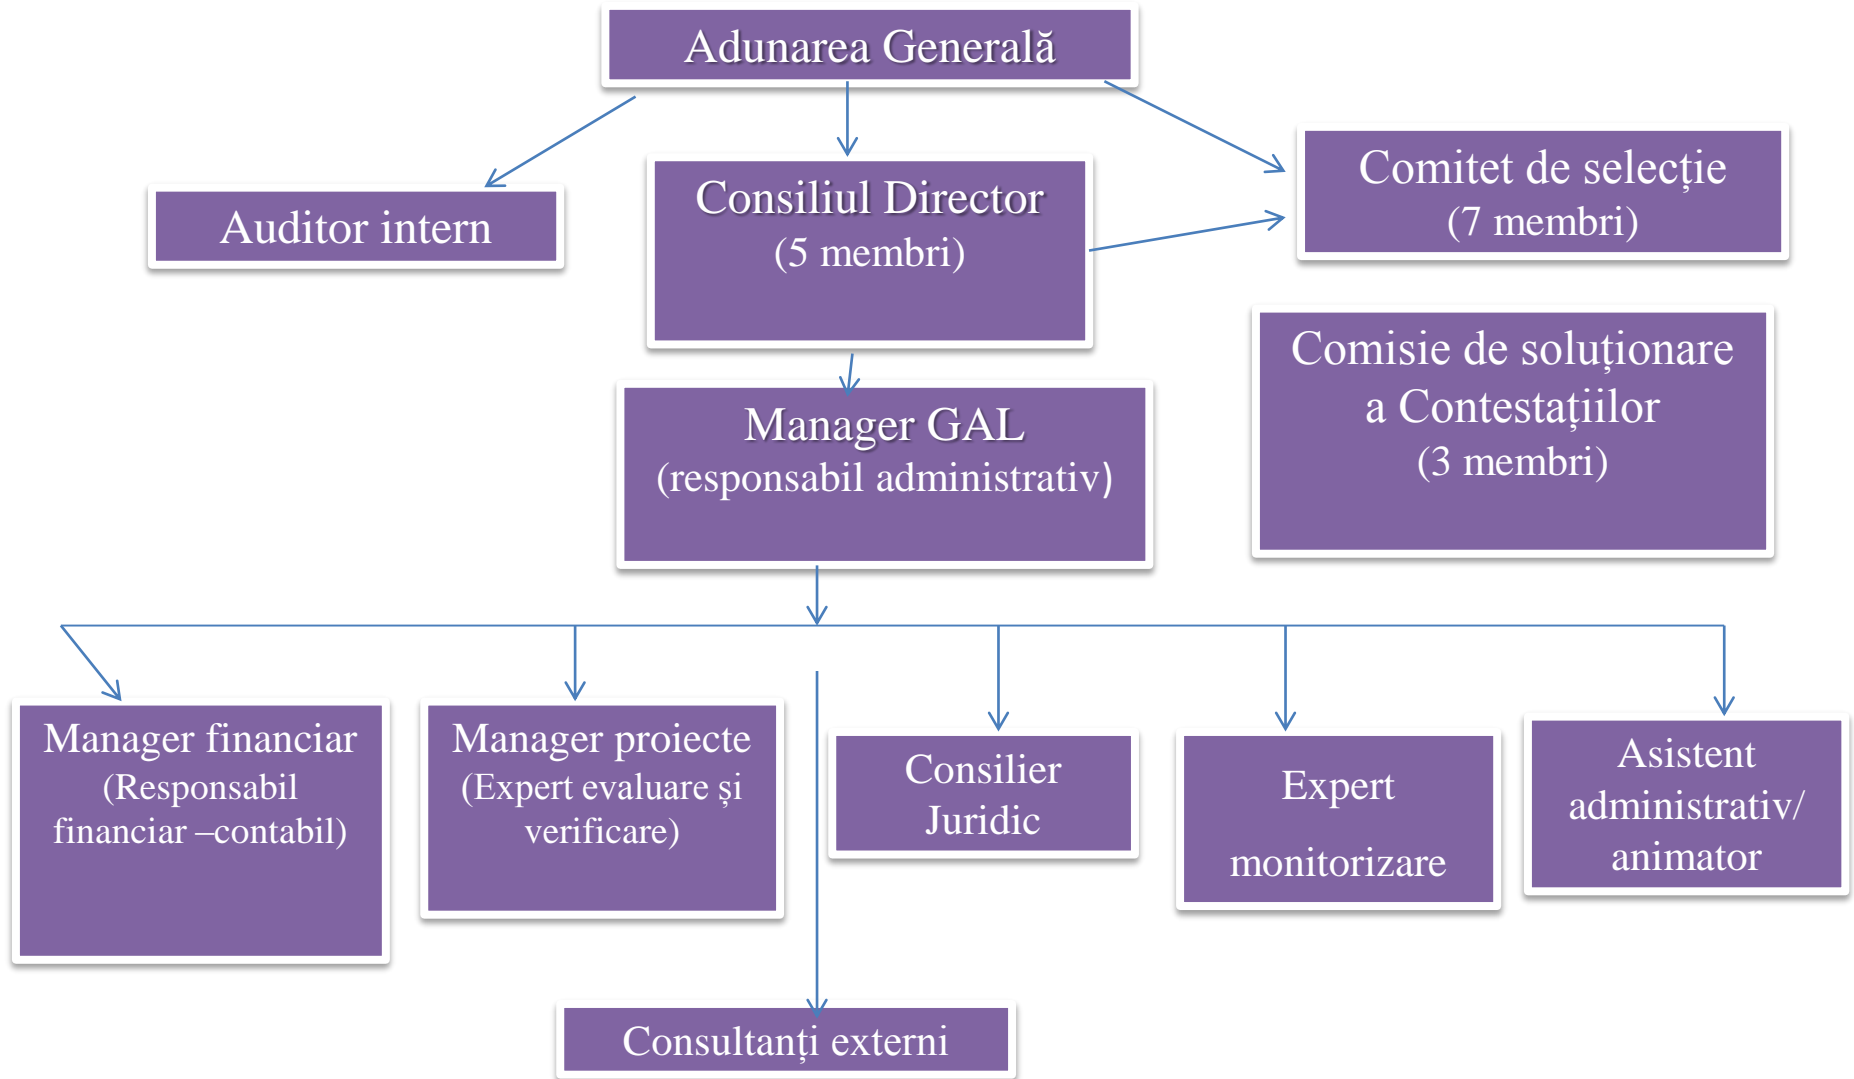 Adunarea Generală
Auditor intern
Consiliul Director
(5 membri)
Comitet de selecție
(7 membri)
Comisie de soluționare
a Contestațiilor
(3 membri)
Manager GAL
(responsabil administrativ)
Manager financiar
(Responsabil
financiar –contabil)
Manager proiecte
(Expert evaluare și
verificare)
Consilier
Juridic
Expert
monitorizare
Asistent
administrativ/
animator
Consultanți externi